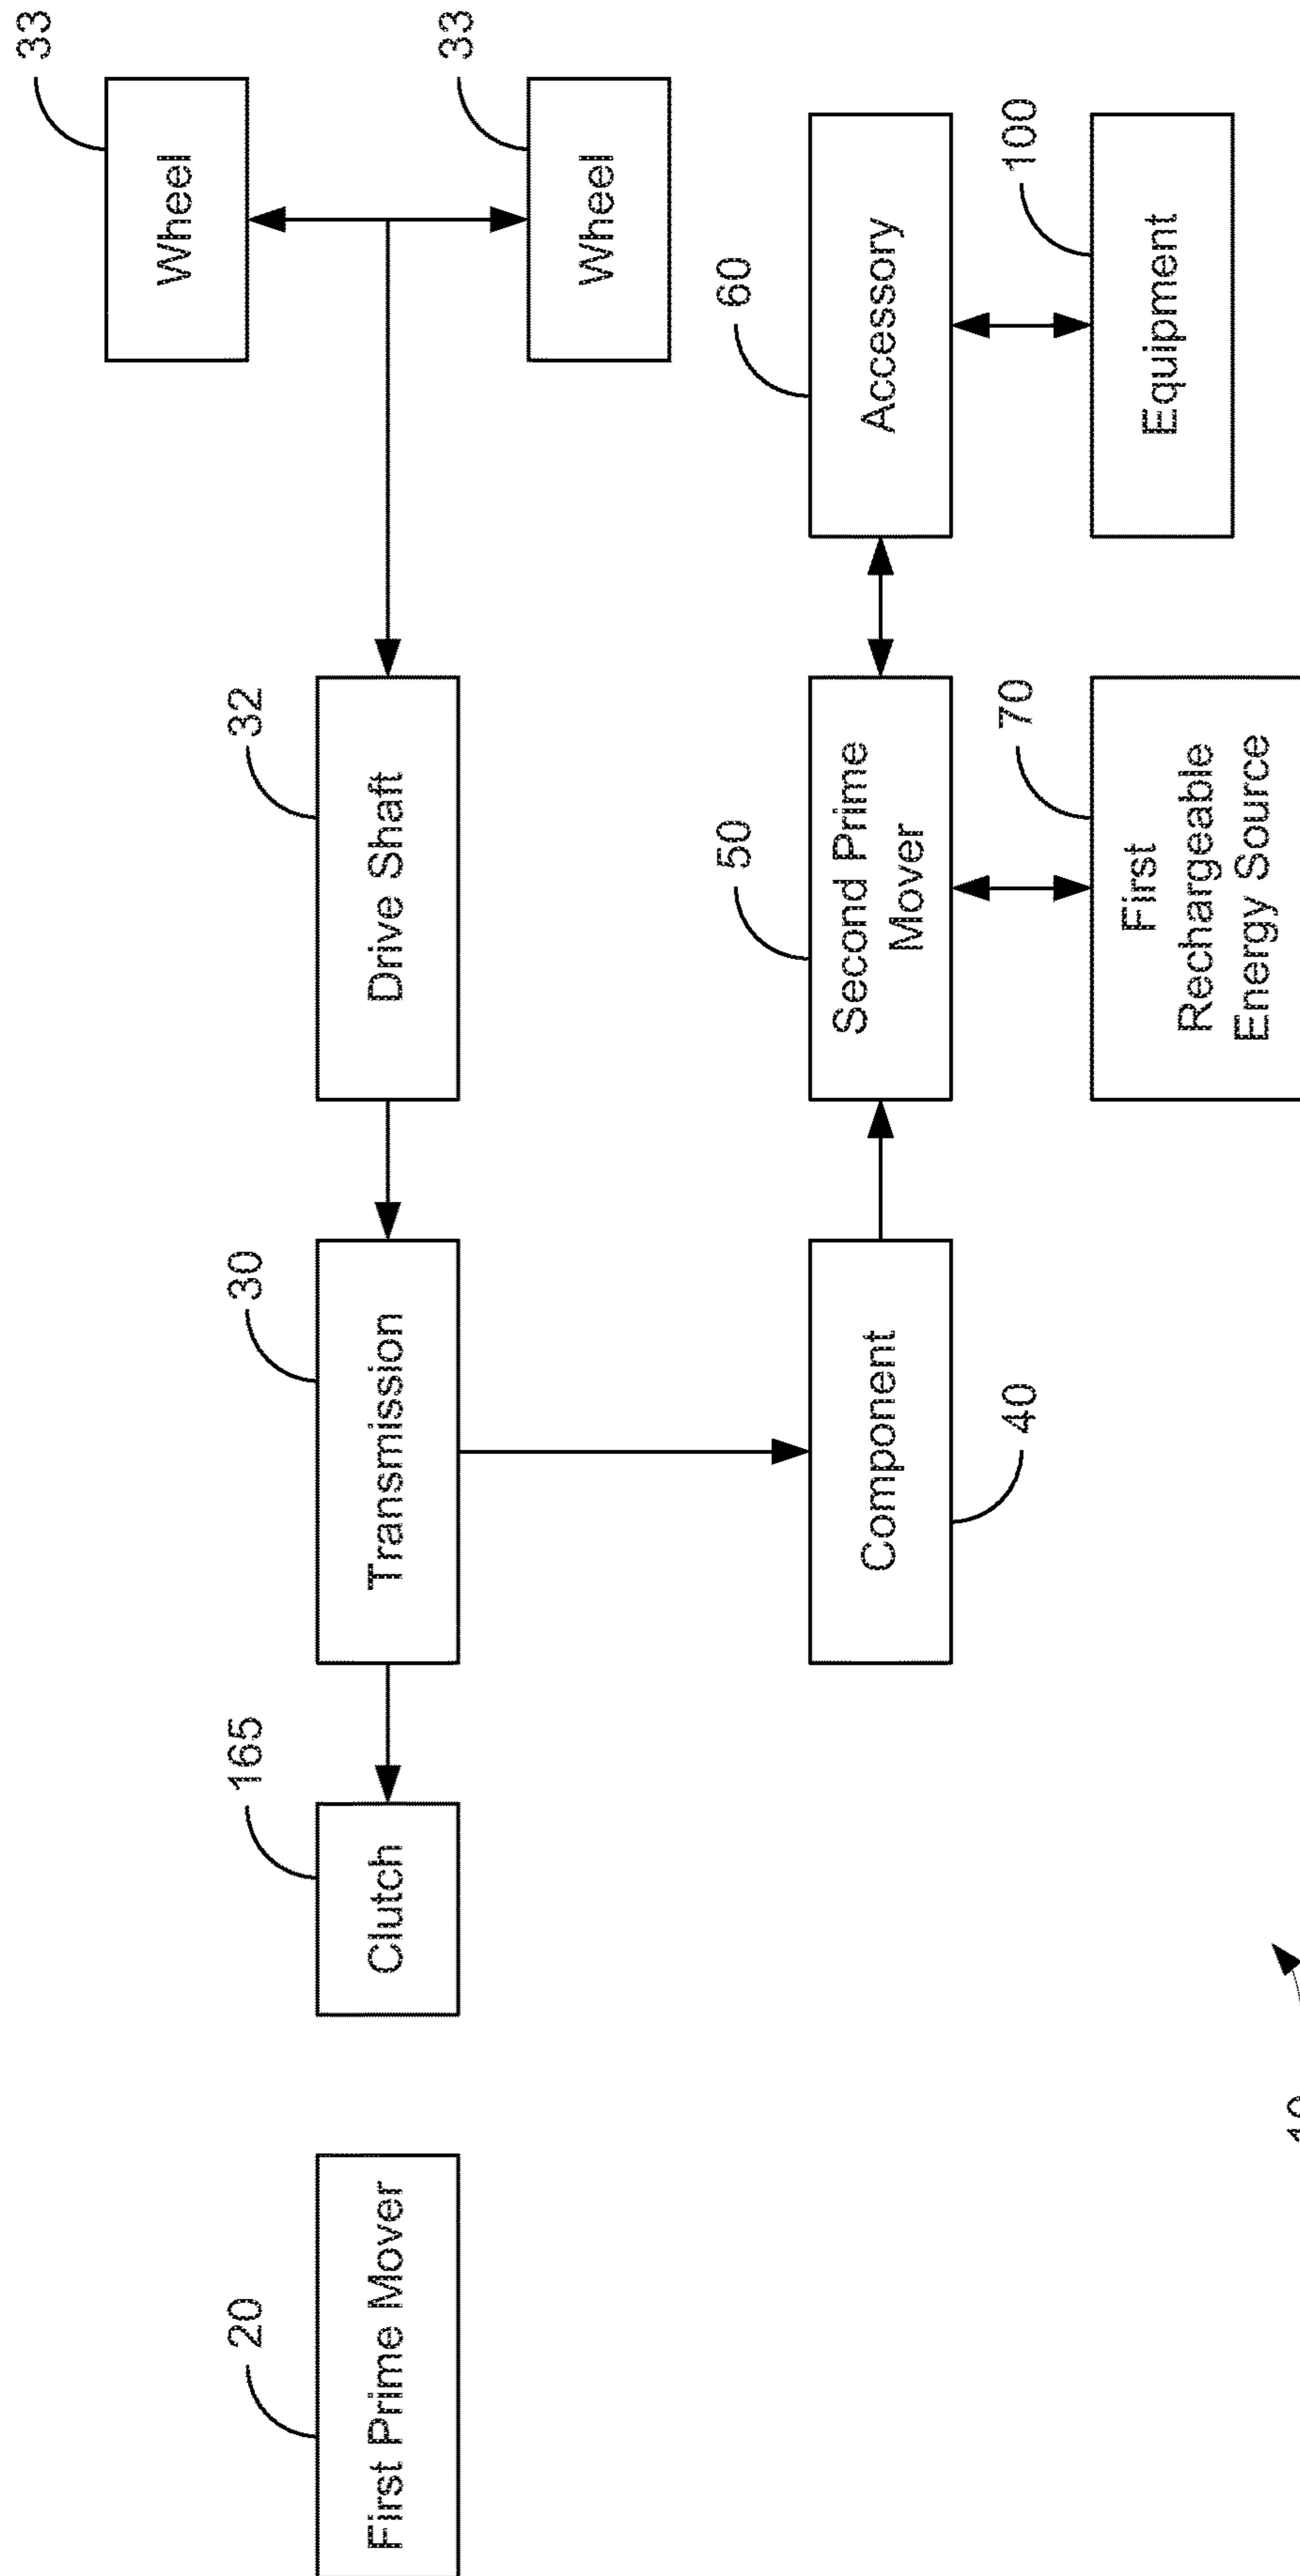 33
Wheel
20
165
30
32
First Prime Mover
Clutch
Transmission
Drive Shaft
33
Wheel
50
60
Component
Second Prime
Mover
Accessory
40
70
100
First
Rechargeable
Energy Source
Equipment